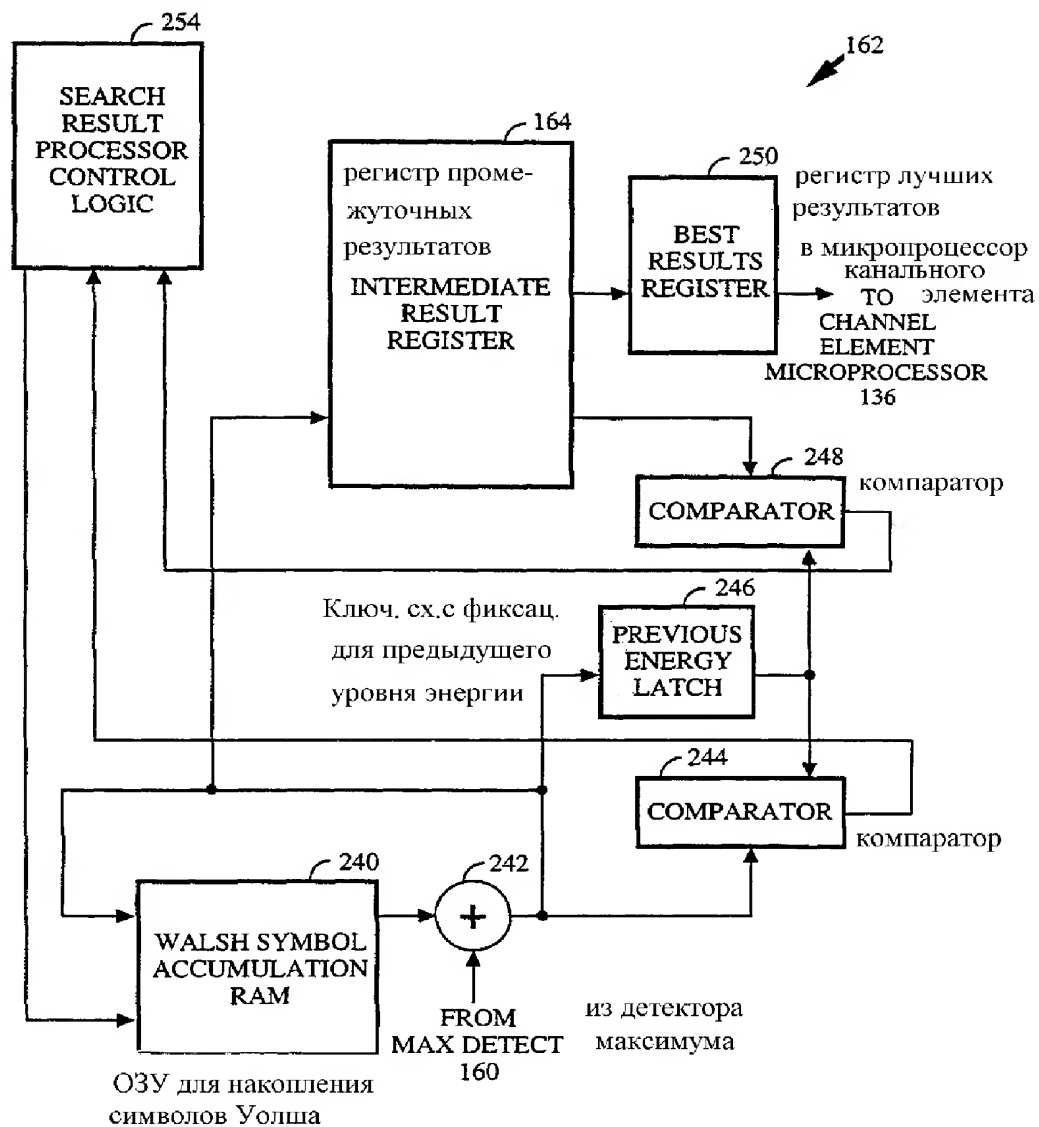 254
162
SEARCH
RESULT
PROCESSOR
CONTROL
LOGIC
164
регистр проме-
жуточных
результатов
INTERMEDIATE
RESULT
REGISTER
250
BEST
RESULTS
REGISTER
регистр лучших
результатов
в микропроцессор
канального
элемента
TO
CHANNEL
ELEMENT
MICROPROCESSOR
136
248
COMPARATOR
компаратор
246
Ключ. сх.с фиксац.
для предыдущего
уровня энергии
PREVIOUS
ENERGY
LATCH
244
COMPARATOR
компаратор
240
WALSH SYMBOL
ACCUMULATION
RAM
242
+
FROM
MAX DETECT
160
из детектора
максимума
ОЗУ для накопления
символов Уолша